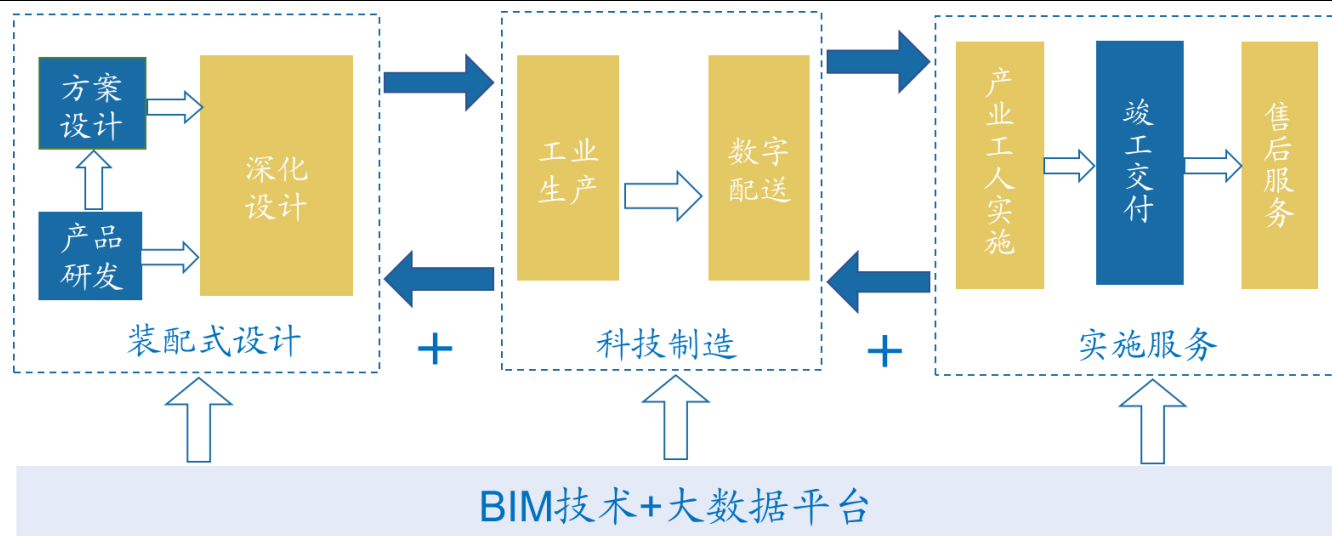 方案
设计
产品
研发
深化
设计
装配式设计
+
工业
生产
数字
配送
科技制造
+
产业工人实施
竣工交付
售后服务
实施服务
BIM技术+大数据平台